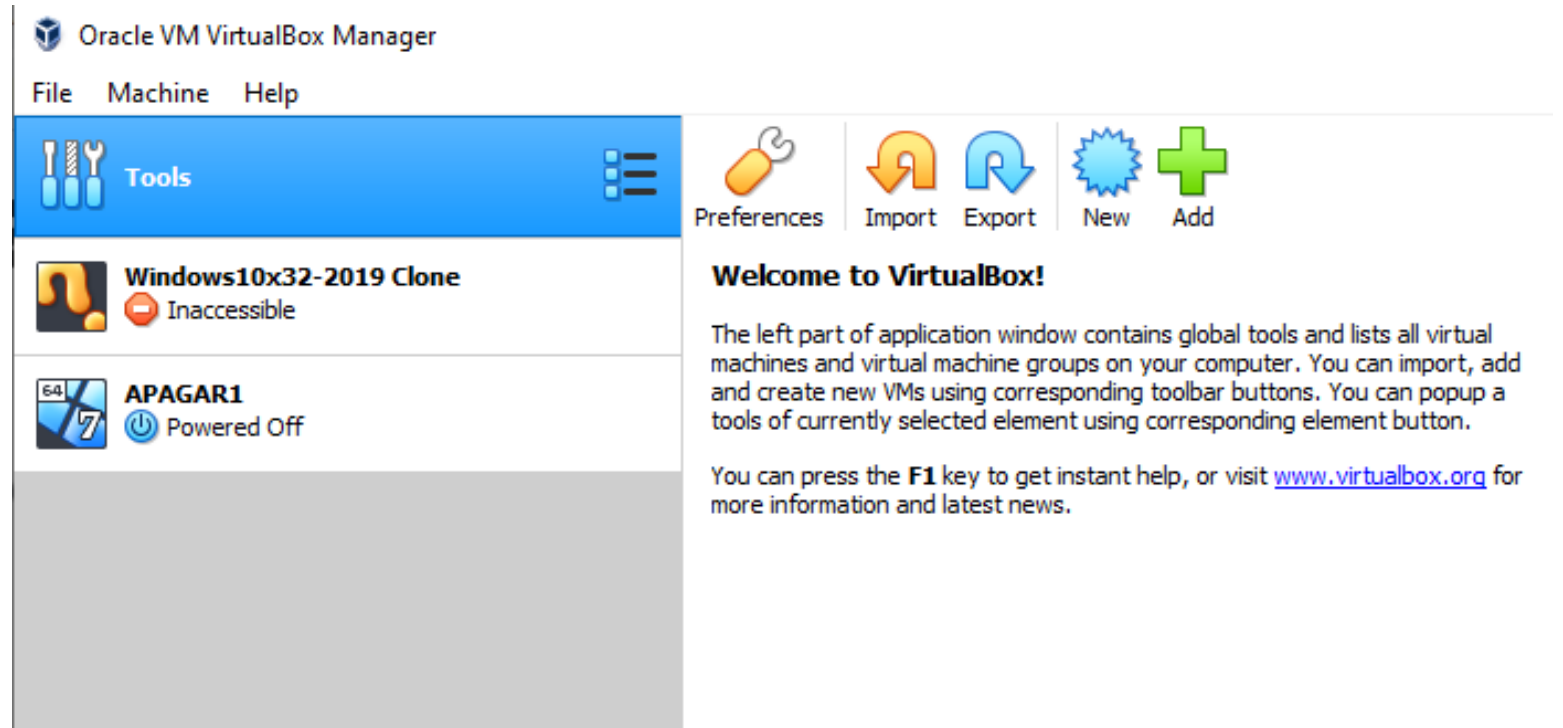 Oracle VM VirtualBox Manager
File Machine Help
Tools
Windows10x32-2019 Clone
Inaccessible
64
7
APAGAR1
Powered Off
Preferences Import Export New Add
Welcome to VirtualBox!
The left part of application window contains global tools and lists all virtual
machines and virtual machine groups on your computer. You can import, add
and create new VMs using corresponding toolbar buttons. You can popup a
tools of currently selected element using corresponding element button.
You can press the F1 key to get instant help, or visit www.virtualbox.org for
more information and latest news.